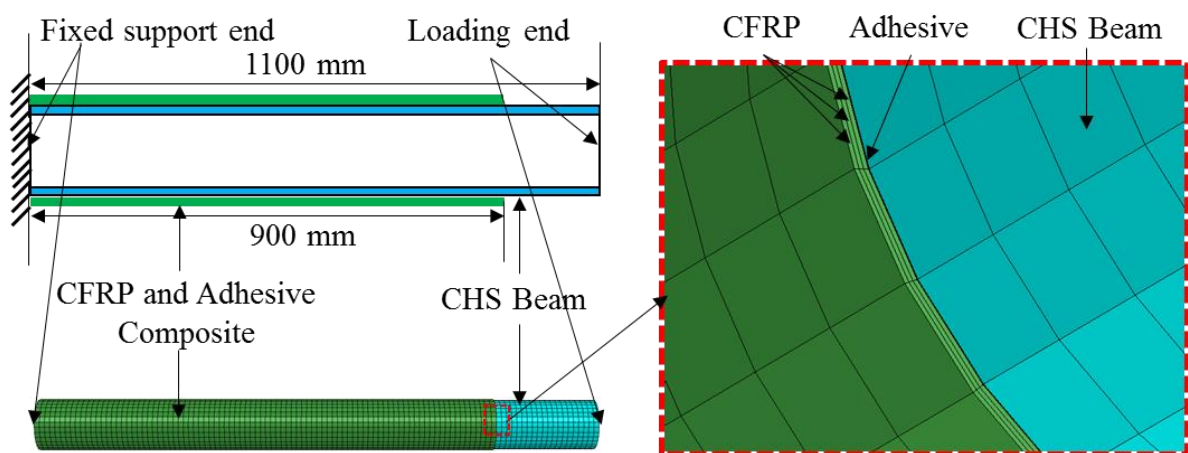 Fixed support end
Loading end
1100 mm
900 mm
CFRP and Adhesive
Composite
CHS Beam
CFRP
Adhesive
CHS Beam